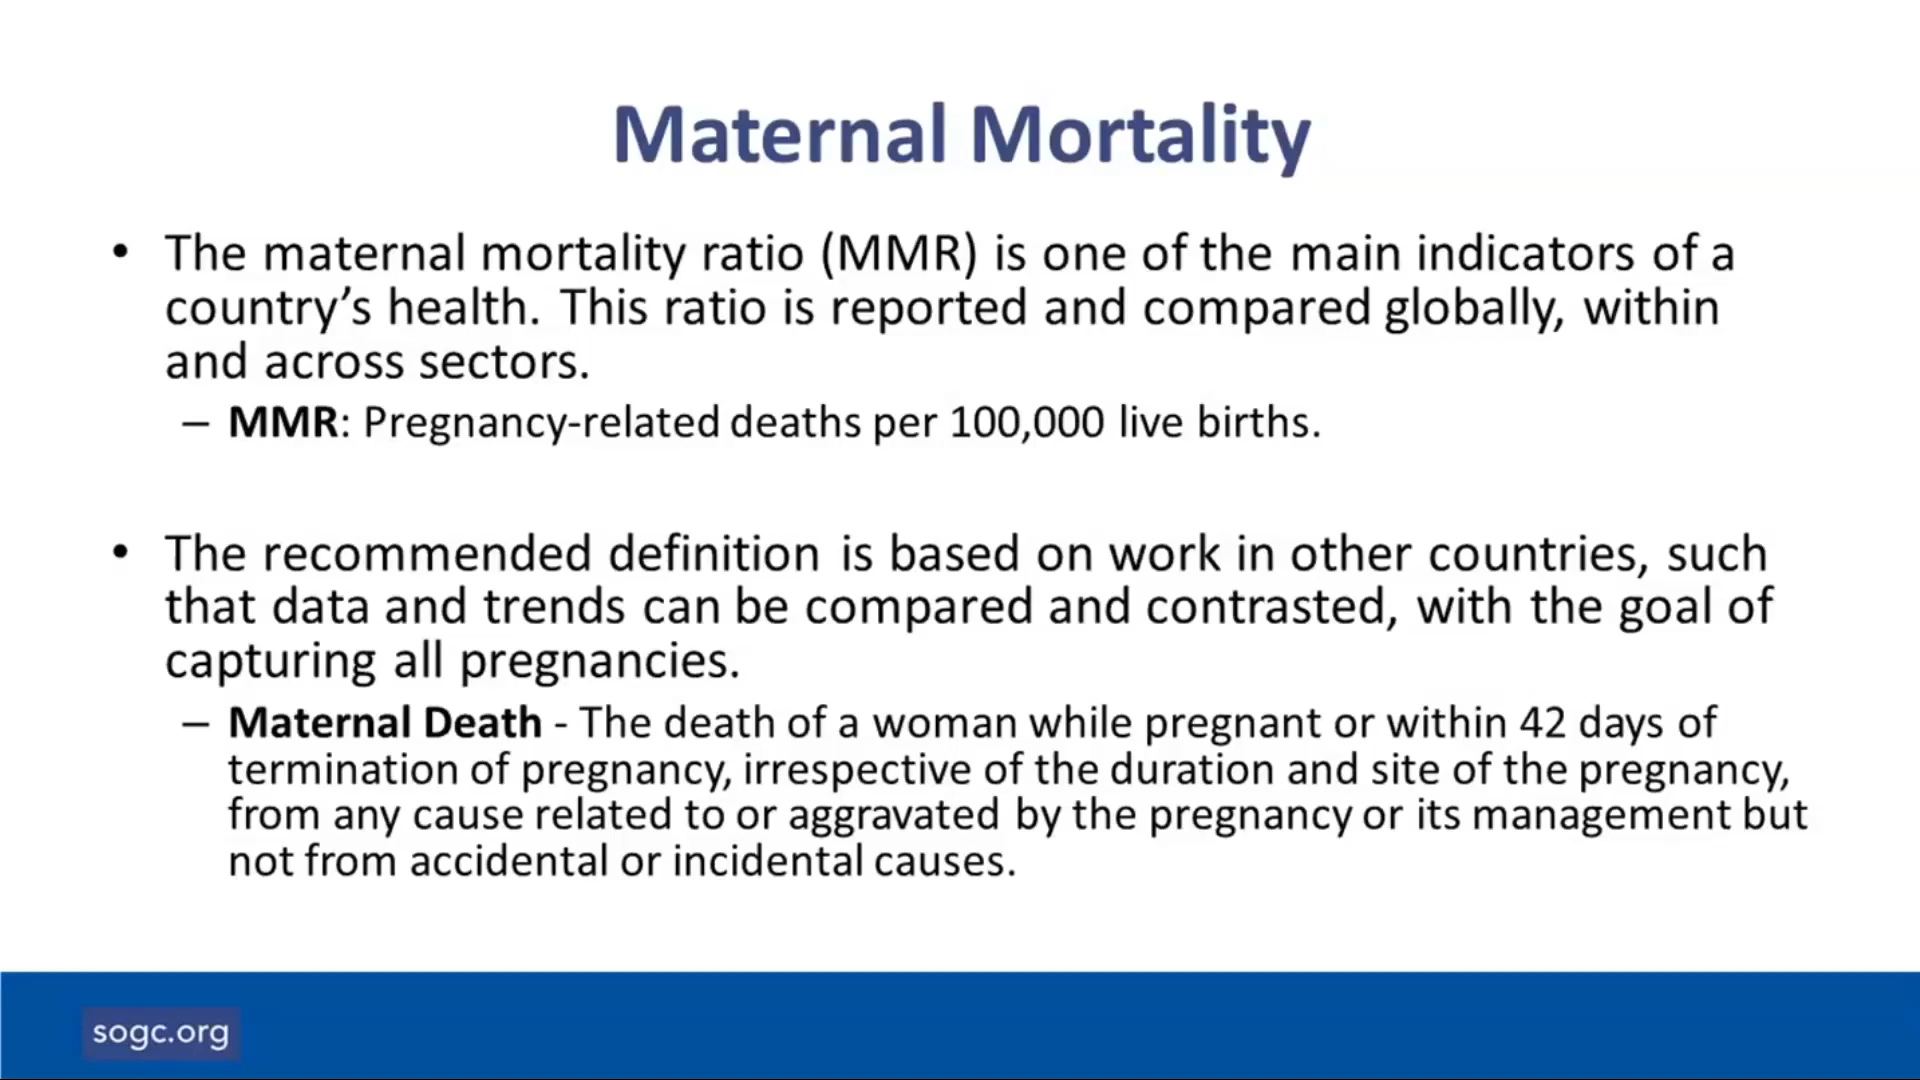 Maternal Mortality
• The maternal mortality ratio (MMR) is one of the main indicators of a
country’s health. This ratio is reported and compared globally, within
and across sectors.
– MMR: Pregnancy-related deaths per 100,000 live births.
• The recommended definition is based on work in other countries, such
that data and trends can be compared and contrasted, with the goal of
capturing all pregnancies.
– Maternal Death - The death of a woman while pregnant or within 42 days of
termination of pregnancy, irrespective of the duration and site of the pregnancy,
from any cause related to or aggravated by the pregnancy or its management but
not from accidental or incidental causes.
sogc.org